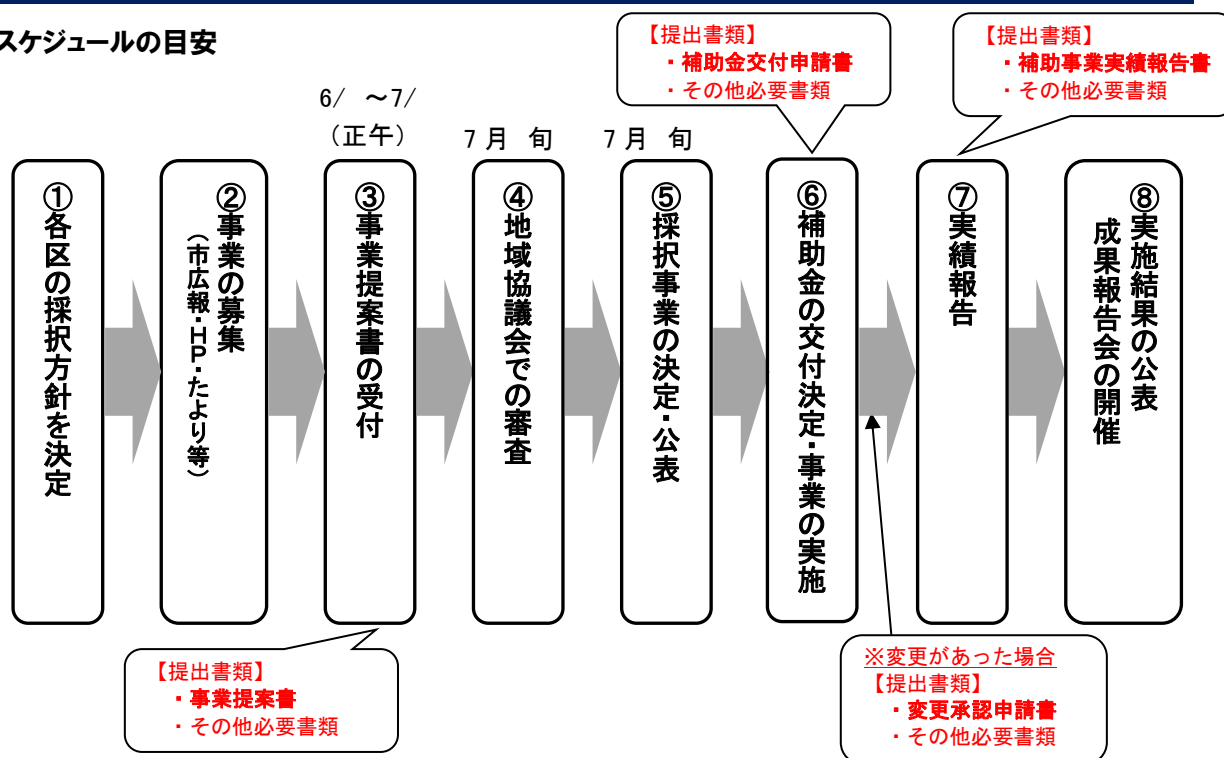 スケジュールの目安
【提出書類】
・補助金交付申請書
・その他必要書類
【提出書類】
・補助事業実績報告書
・その他必要書類
6/ ～7/
（正午）
7月 旬
7月 旬
①各区の採択方針を決定
②事業の募集
（市広報・HP・たより等）
③事業提案書の受付
④地域協議会での審査
⑤採択事業の決定・公表
⑥補助金の交付決定・事業の実施
⑦実績報告
⑧実施結果の公表
成果報告会の開催
【提出書類】
・事業提案書
・その他必要書類
※変更があった場合
【提出書類】
・変更承認申請書
・その他必要書類